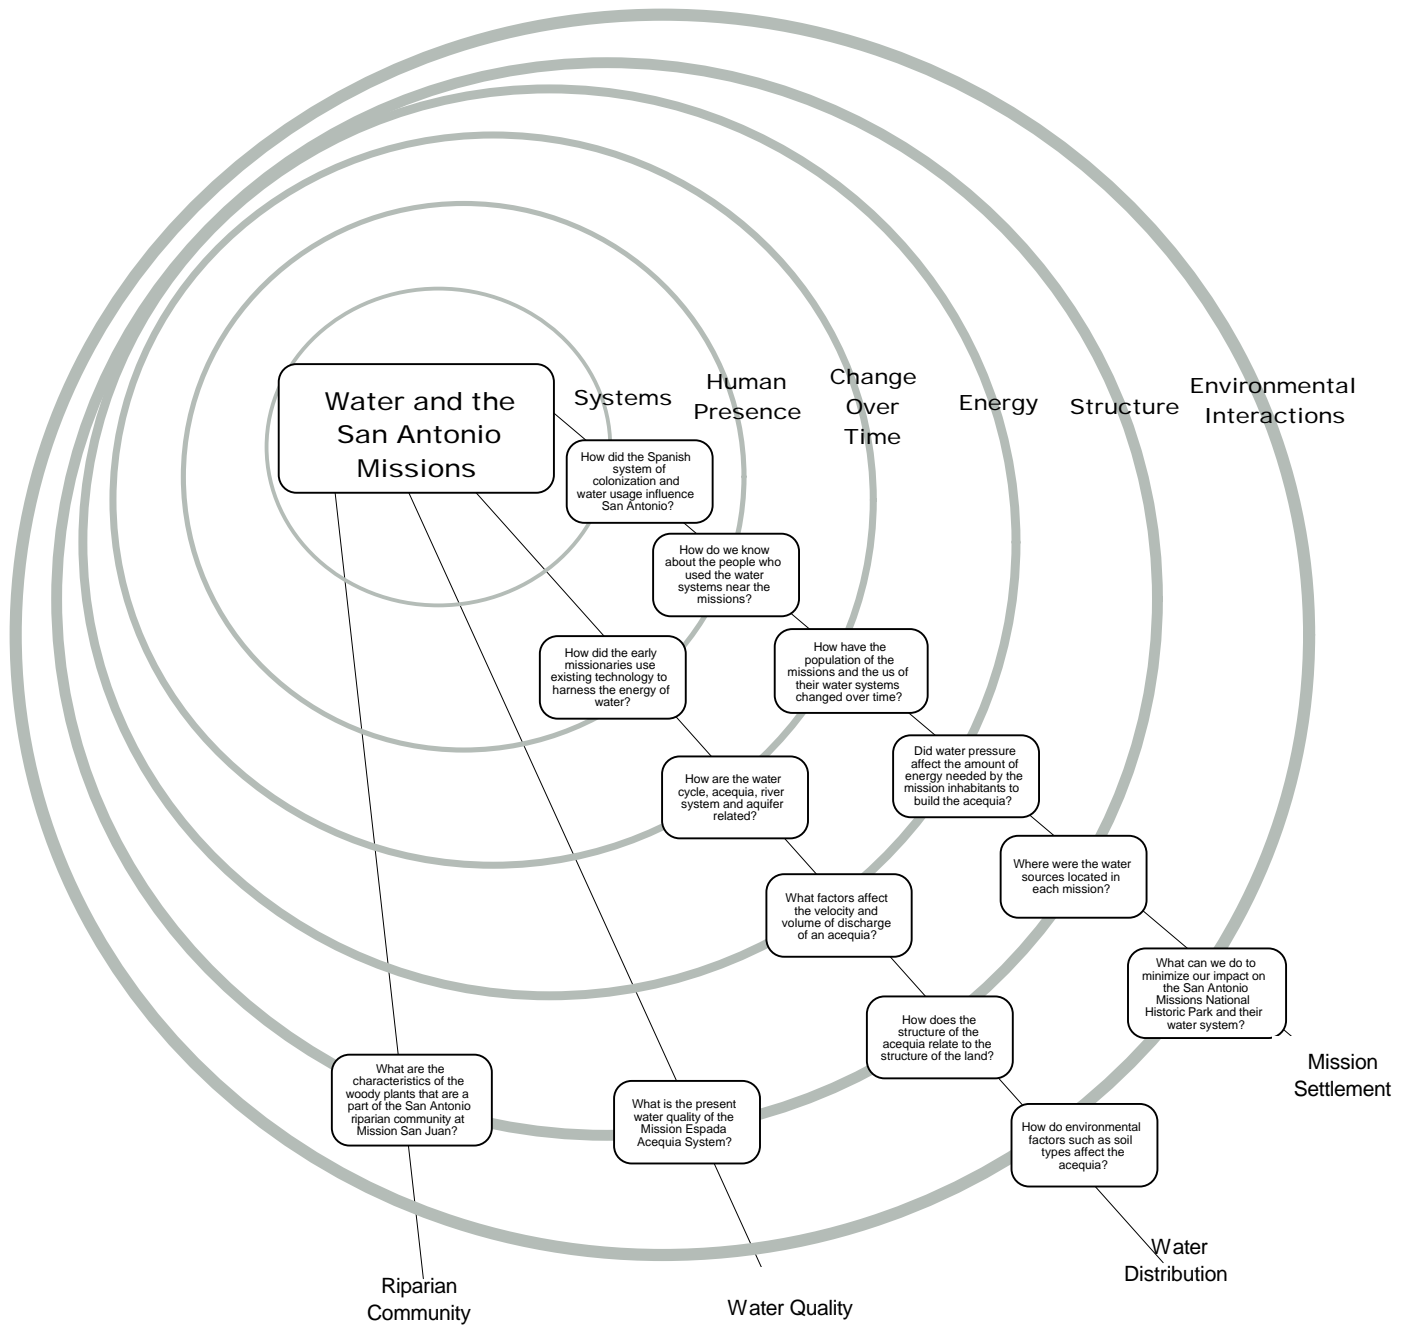 Water and the
San Antonio
Missions
Systems
Human
Presence
Change
Over
Time
Energy
Structure
Environmental
Interactions
How did the Spanish
system of
colonization and
water usage influence
San Antonio?
How do we know
about the people who
used the water
systems near the
missions?
How have the
population of the
missions and the us of
their water systems
changed over time?
Did water pressure
affect the amount of
energy needed by the
mission inhabitants to
build the acequia?
Where were the water
sources located in
each mission?
What can we do to
minimize our impact on
the San Antonio
Missions National
Historic Park and their
water system?
Mission
Settlement
How did the early
missionaries use
existing technology to
harness the energy of
water?
How are the water
cycle, acequia, river
system and aquifer
related?
What factors affect
the velocity and
volume of discharge
of an acequia?
How does the
structure of the
acequia relate to the
structure of the land?
How do environmental
factors such as soil
types affect the
acequia?
Water
Distribution
What is the present
water quality of the
Mission Espada
Acequia System?
Water Quality
What are the
characteristics of the
woody plants that are a
part of the San Antonio
riparian community at
Mission San Juan?
Riparian
Community